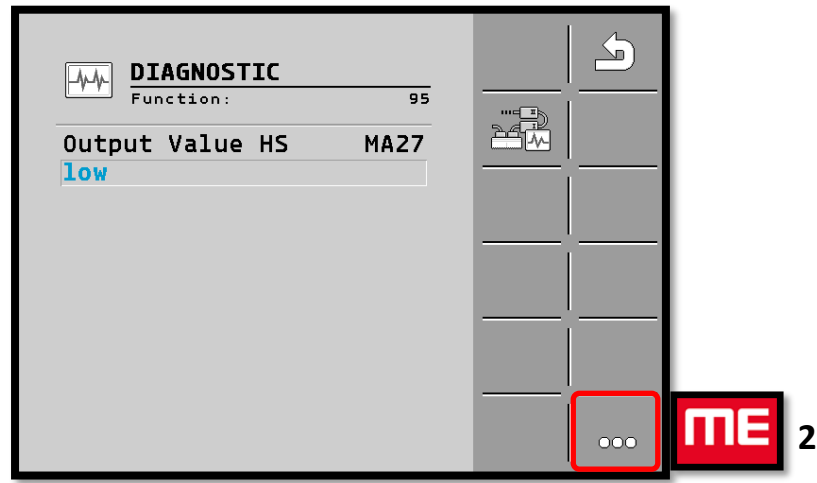 DIAGNOSTIC
Function: 95
Output Value HS MA27
low
ME 2